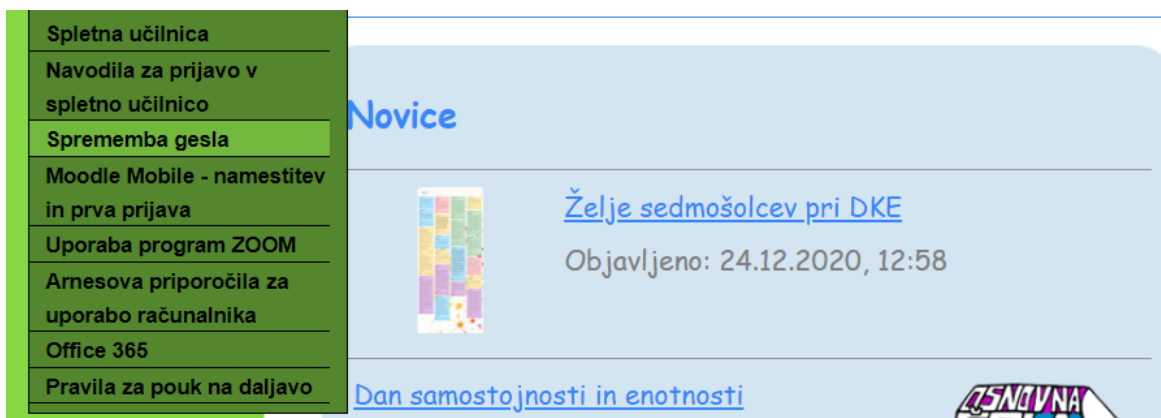 Spletna učilnica
Navodila za prijavo v
spletno učilnico
Sprememba gesla
Moodle Mobile - namestitev
in prva prijava
Uporaba program ZOOM
Arnesova priporočila za
uporabo računalnika
Office 365
Pravila za pouk na daljavo
Novice
Želje sedmošolcev pri DKE
Objavljeno: 24.12.2020, 12:58
Dan samostojnosti in enotnosti
OSNOVNA